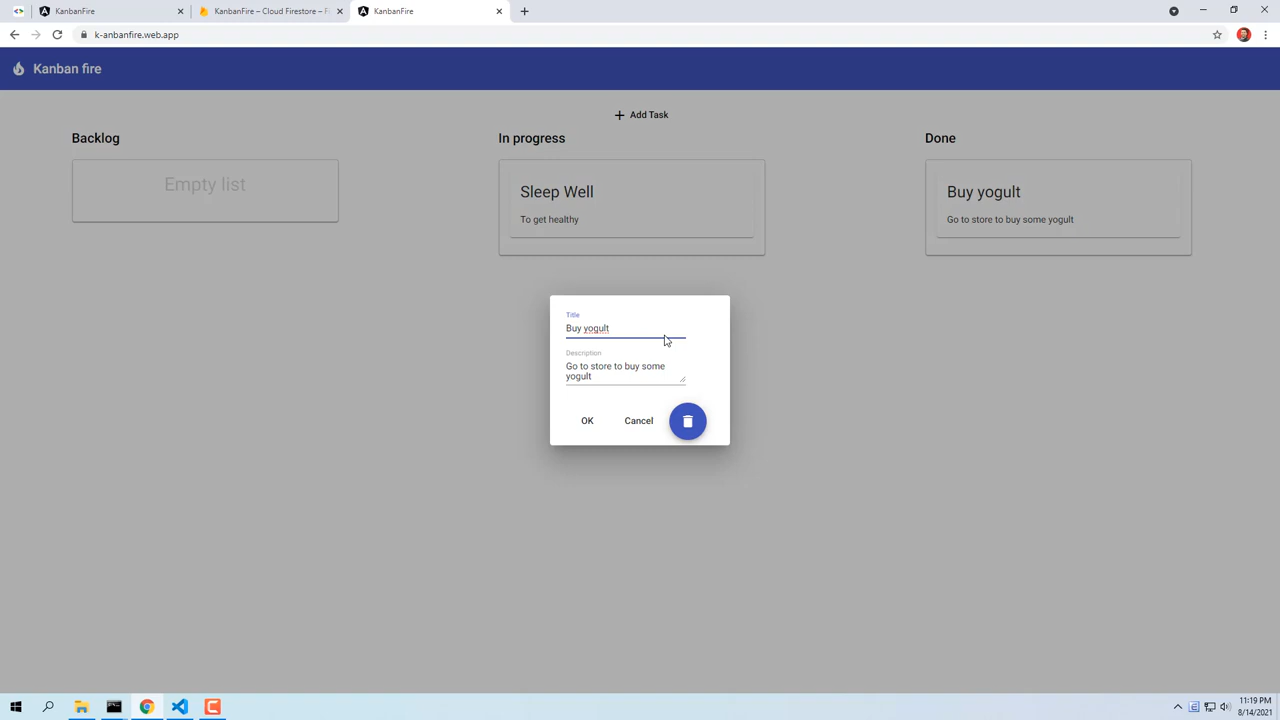 KanbanFire
KanbanFire – Cloud Firestore – F
KanbanFire
k-anbanfire.web.app
Kanban fire
Add Task
Backlog
In progress
Done
Empty list
Sleep Well
To get healthy
Buy yogult
Go to store to buy some yogult
Title
Buy yogult
Description
Go to store to buy some
yogult
OK
Cancel
11:19 PM
8/14/2021